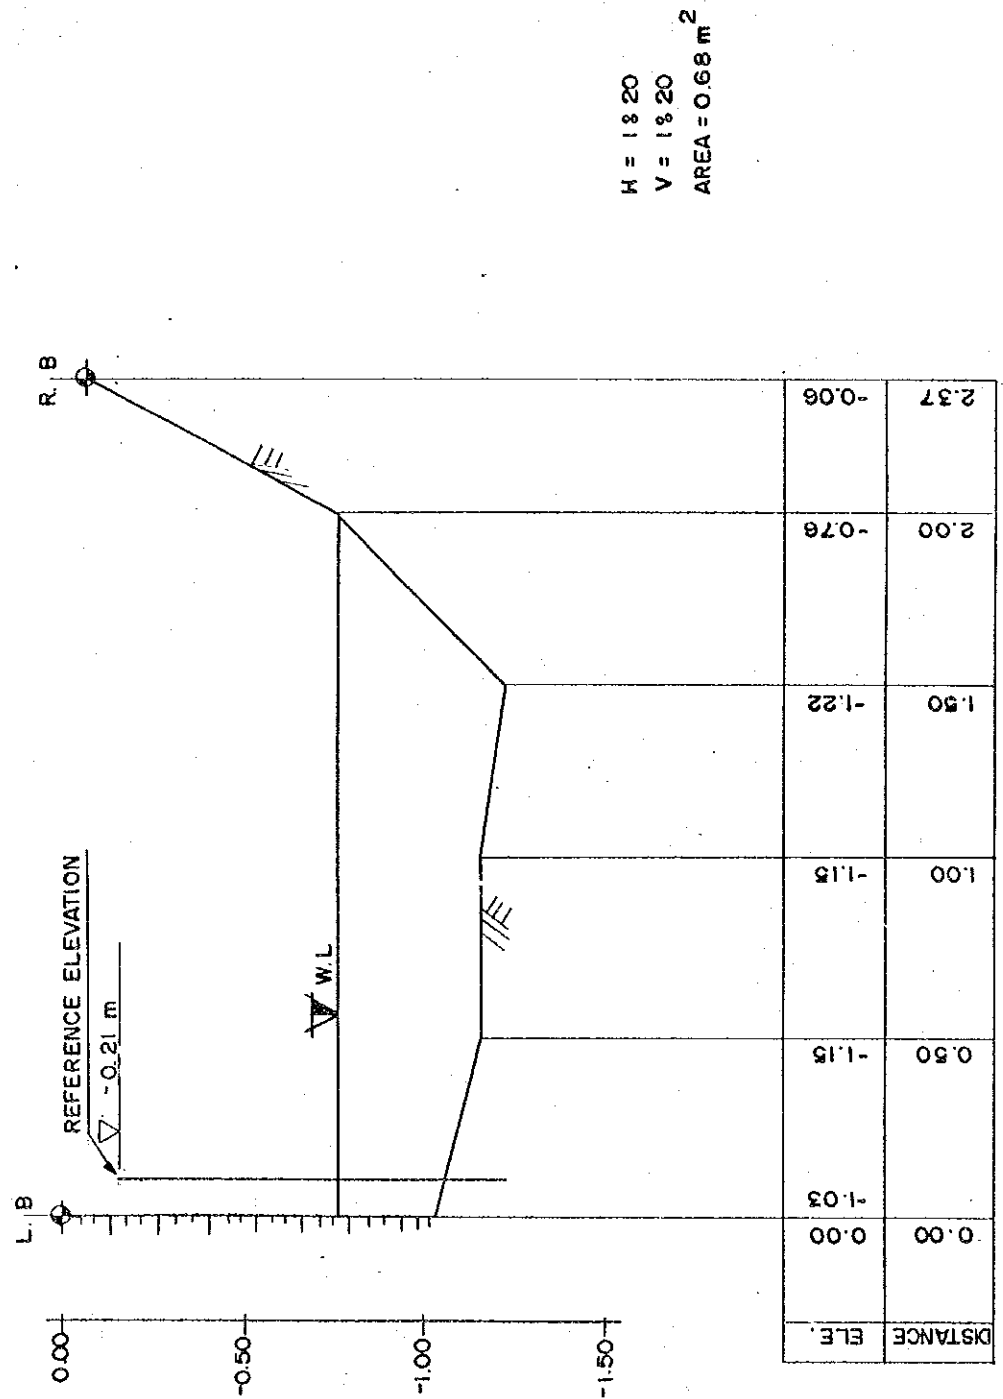 L. B
R. B
REFERENCE ELEVATION
-0.21 m
W.L
0.00
-0.50
-1.00
-1.50
H = 1:20
V = 1:20
AREA = 0.68 m²
ELE. 0.00 -1.03 -1.15 -1.15 -1.22 -0.76 -0.06
DISTANCE 0.00 0.50 1.00 1.50 2.00 2.37